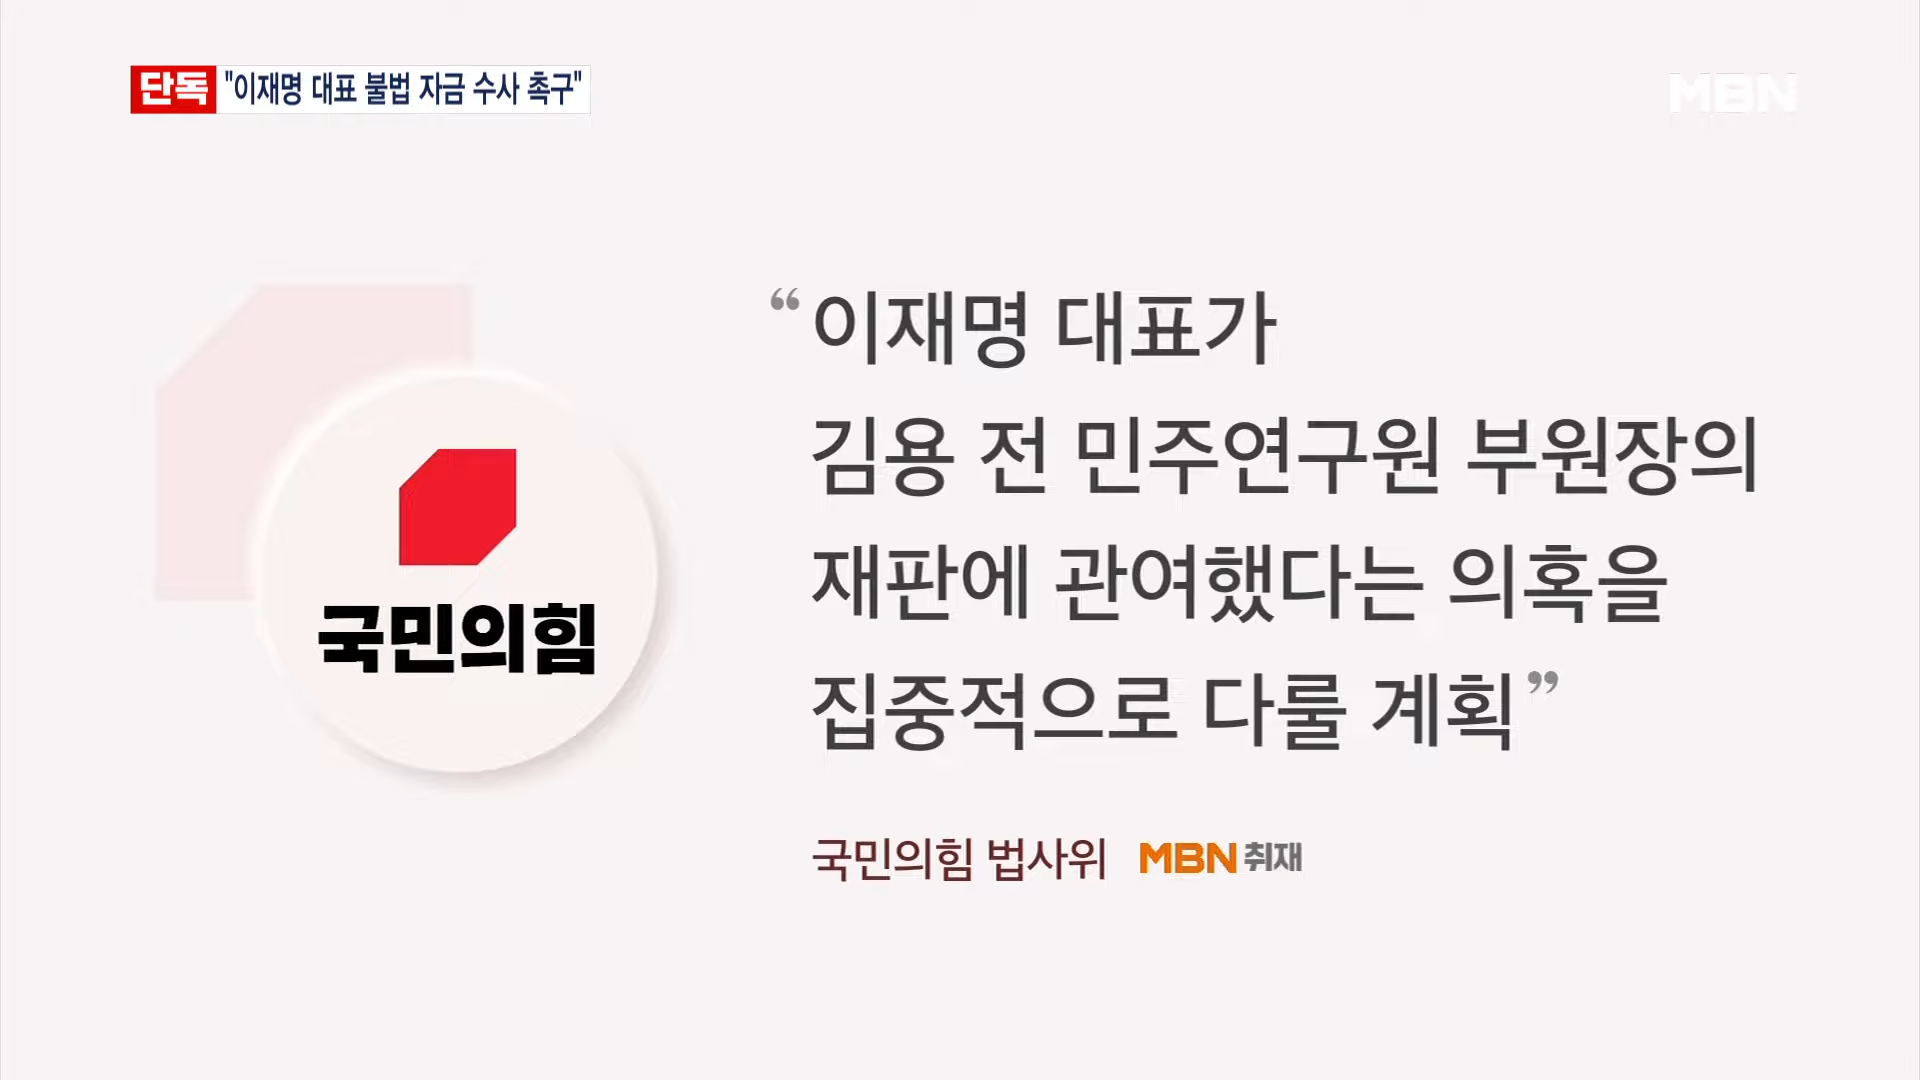 단독 "이재명 대표 불법 자금 수사 촉구"
MBN
“이재명 대표가
김용 전 민주연구원 부원장의
재판에 관여했다는 의혹을
집중적으로 다룰 계획”
국민의힘
국민의힘 법사위 MBN 취재